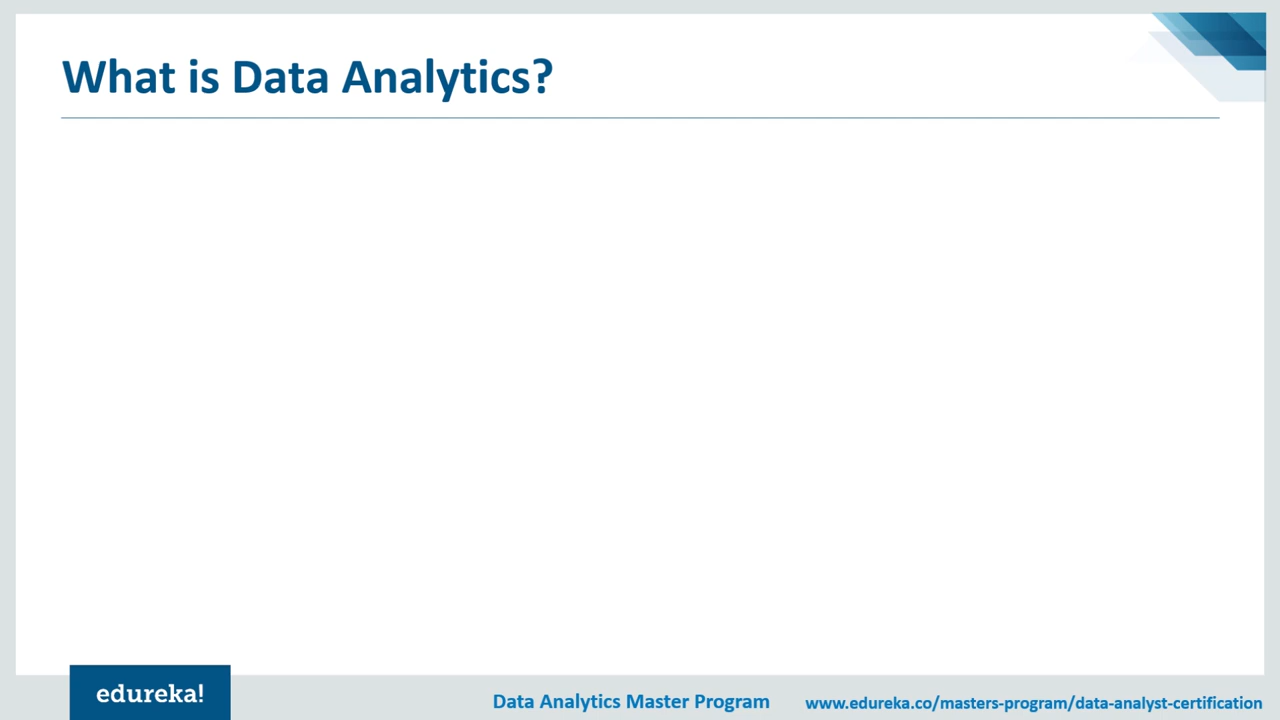 What is Data Analytics?
edureka!
Data Analytics Master Program
www.edureka.co/masters-program/data-analyst-certification